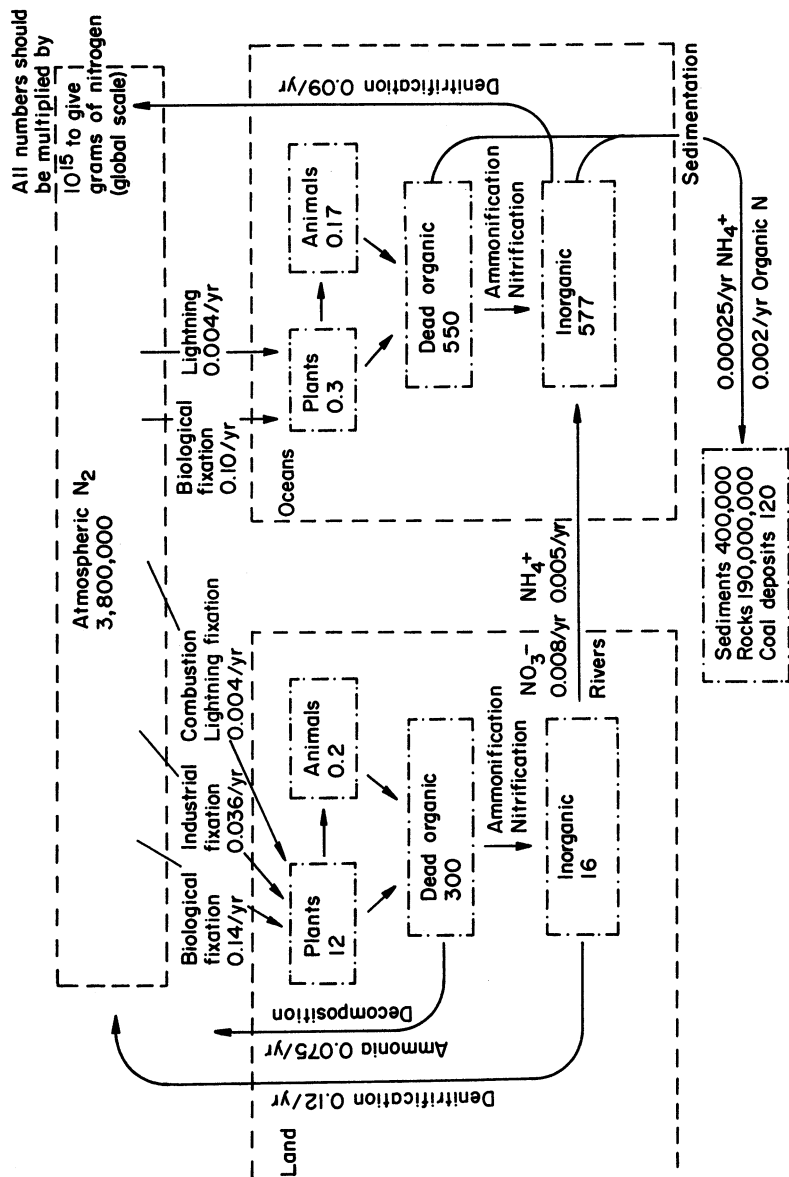 All numbers should
be multiplied by
10¹⁵ to give
grams of nitrogen
(global scale)
Atmospheric N₂
3,800,000
Biological
fixation
0.14/yr
Industrial
fixation
0.036/yr
Combustion
Lightning fixation
0.004/yr
Biological
fixation
0.10/yr
Lightning
0.004/yr
Land
Plants
12
Animals
0.2
Dead organic
300
Ammonification
Nitrification
Inorganic
16
Decomposition
Ammonia 0.075/yr
Denitrification 0.12/yr
NO₃⁻ NH₄⁺
0.008/yr 0.005/yr
Rivers
Oceans
Plants
0.3
Animals
0.17
Dead organic
550
Ammonification
Nitrification
Inorganic
577
Denitrification 0.09/yr
Sedimentation
0.00025/yr NH₄⁺
0.002/yr Organic N
Sediments 400,000
Rocks 190,000,000
Coal deposits 120